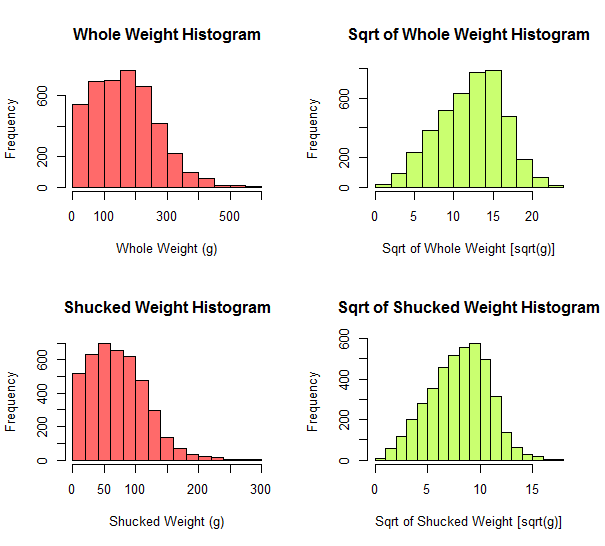 Whole Weight Histogram
Frequency
0 200 600
0 100 300 500
Whole Weight (g)
Sqrt of Whole Weight Histogram
Frequency
0 200 600
0 5 10 15 20
Sqrt of Whole Weight [sqrt(g)]
Shucked Weight Histogram
Frequency
0 200 400 600
0 50 100 200 300
Shucked Weight (g)
Sqrt of Shucked Weight Histogram
Frequency
0 200 400 600
0 5 10 15
Sqrt of Shucked Weight [sqrt(g)]